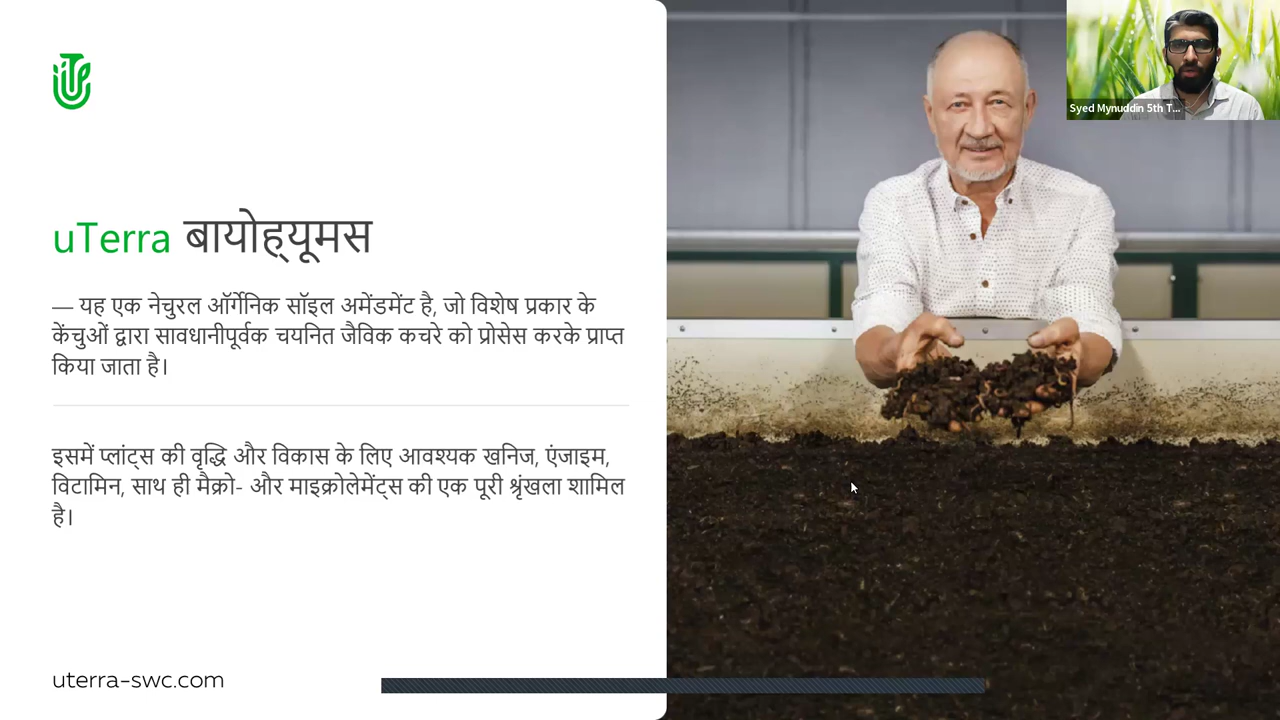 uTerra बायोह्यूमस
— यह एक नेचुरल ऑर्गेनिक सॉइल अमेंडमेंट है, जो विशेष प्रकार के
केंचुओं द्वारा सावधानीपूर्वक चयनित जैविक कचरे को प्रोसेस करके प्राप्त
किया जाता है।
इसमें प्लांट्स की वृद्धि और विकास के लिए आवश्यक खनिज, एंजाइम,
विटामिन, साथ ही मैक्रो- और माइक्रोलेमेंट्स की एक पूरी श्रृंखला शामिल
है।
uterra-swc.com
Syed Mynuddin 5th T...